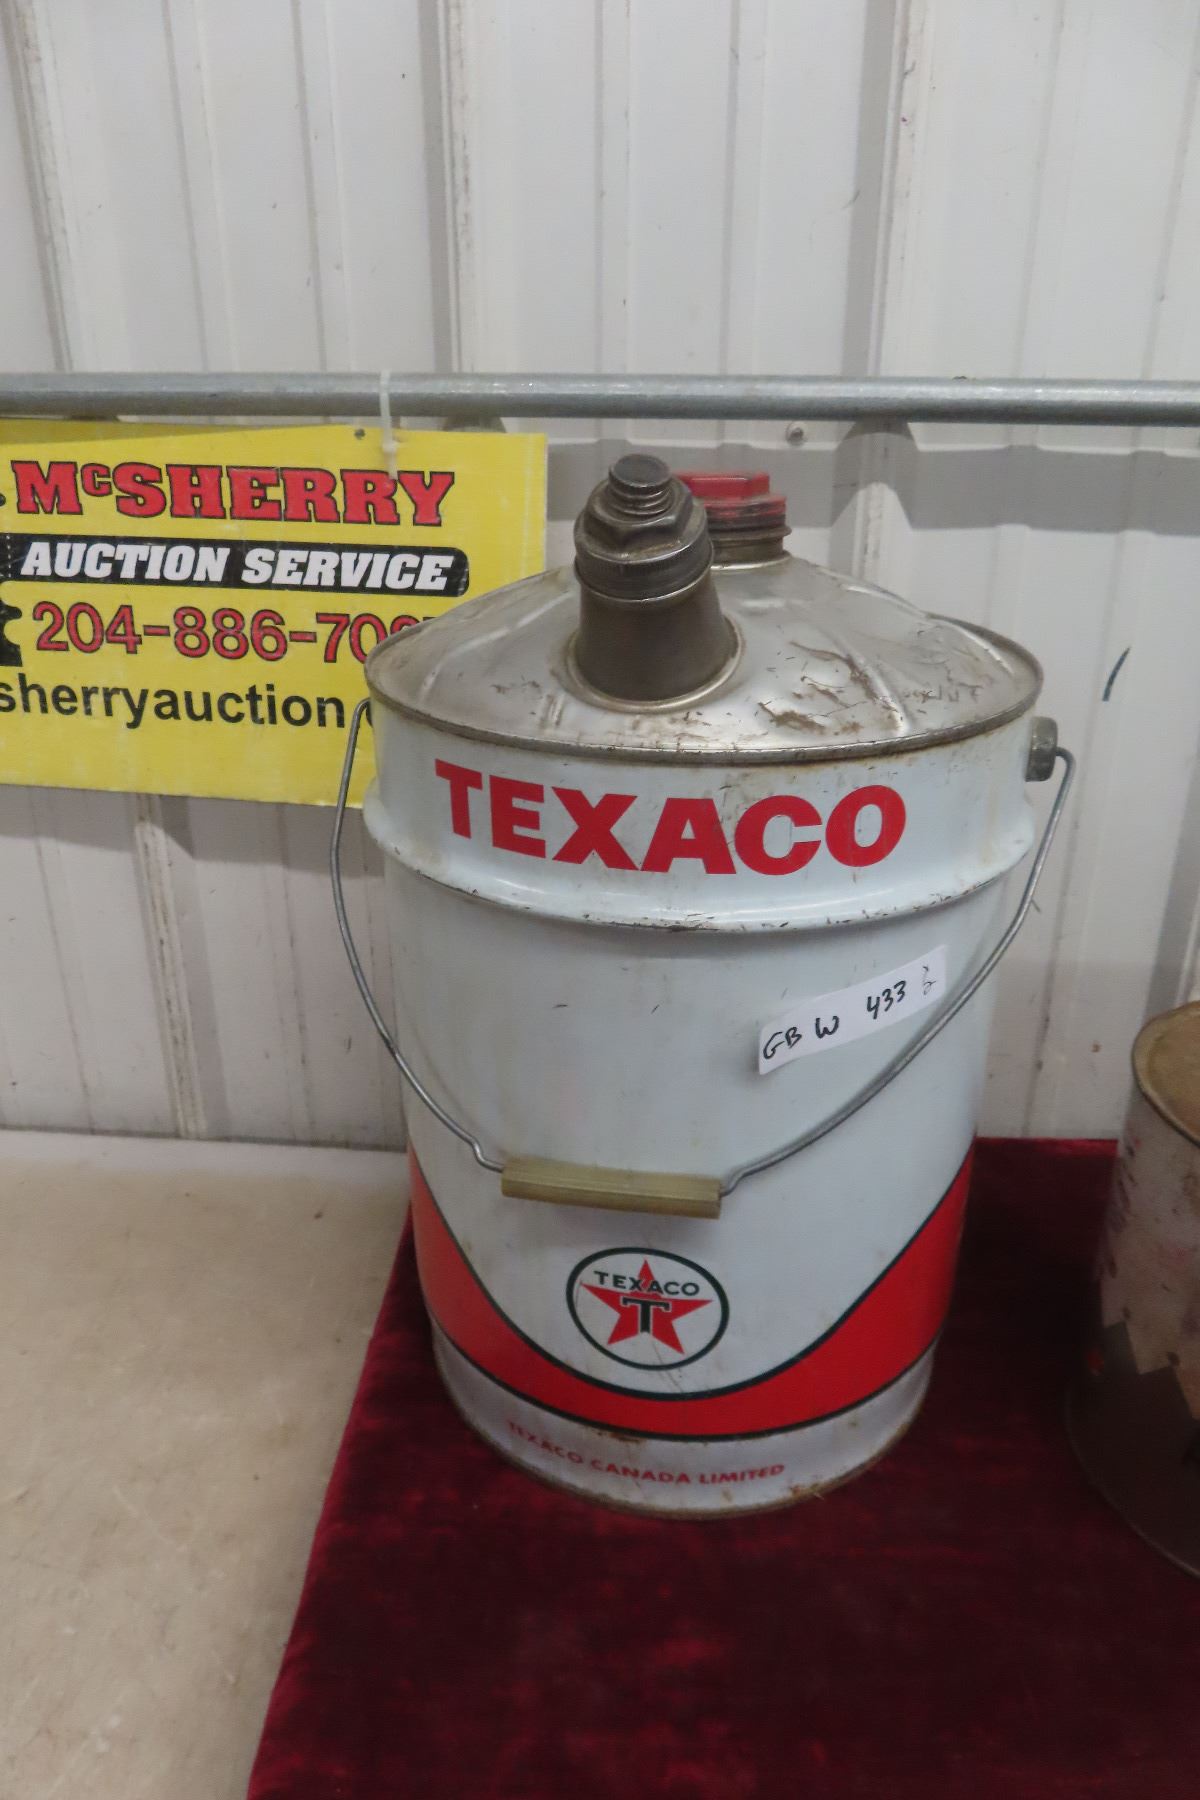 McSHERRY
AUCTION SERVICE
204-886-70
sherryauction
TEXACO
GB W 433
TEXACO
T
TEXACO CANADA LIMITED